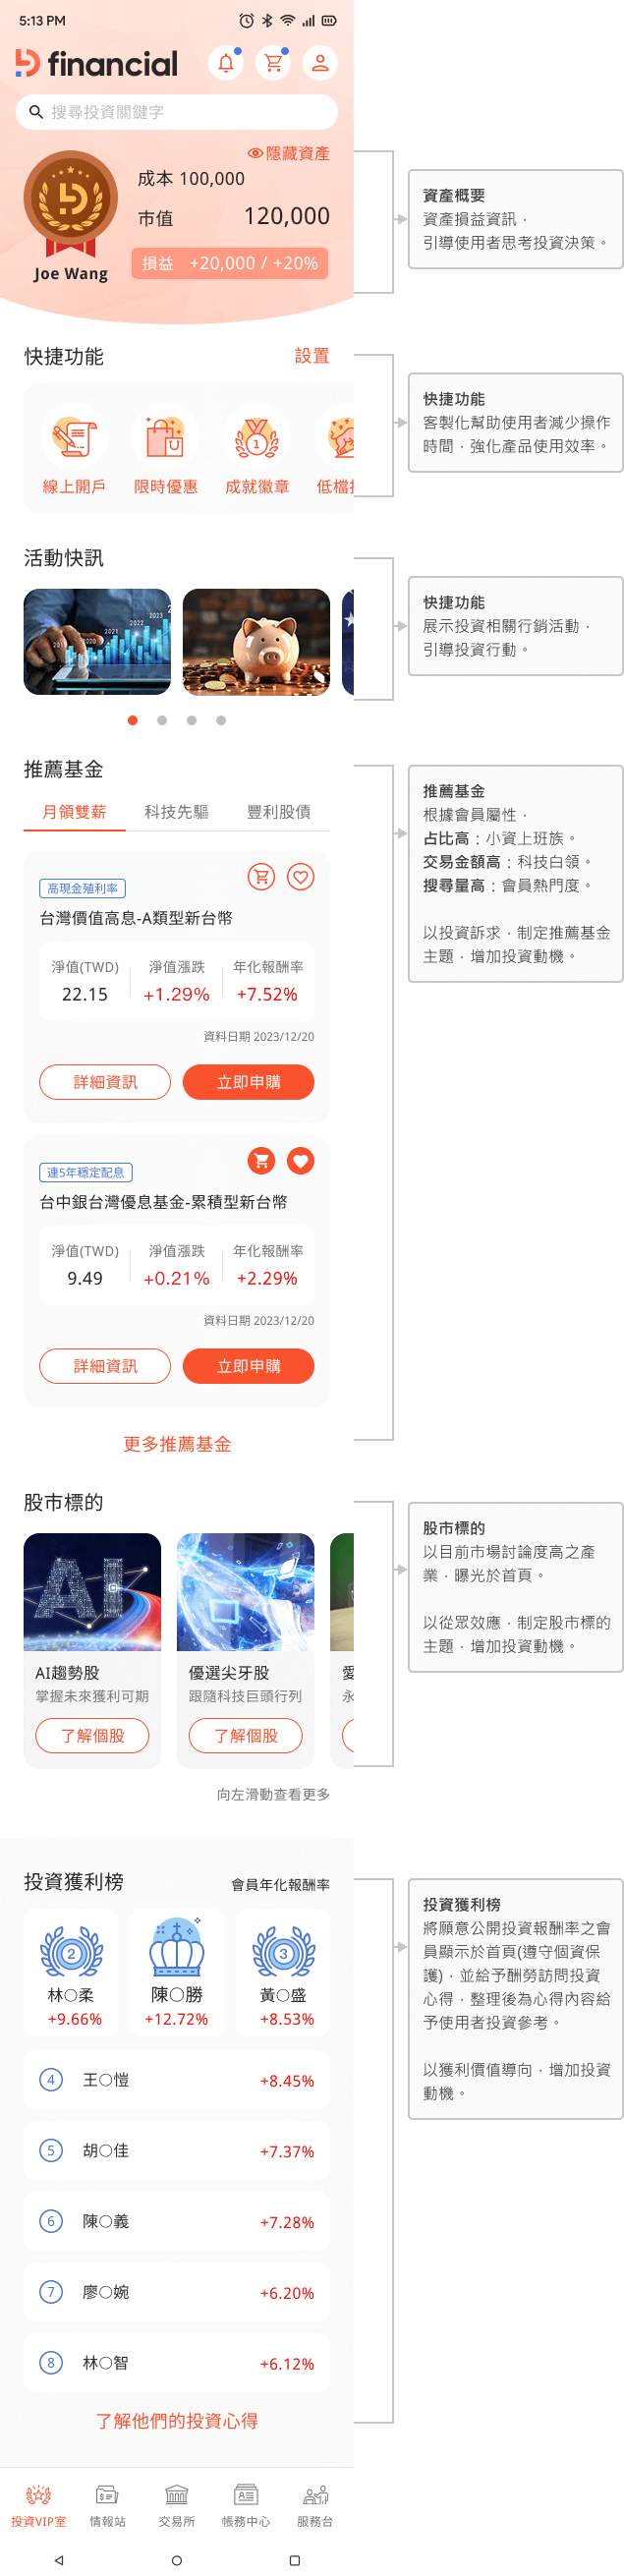 5:13 PM
financial
搜尋投資關鍵字
隱藏資產
成本 100,000
市值 120,000
損益 +20,000 / +20%
Joe Wang
資產概要
資產損益資訊，
引導使用者思考投資決策。
快捷功能 設置
線上開戶 限時優惠 成就徽章
快捷功能
客製化幫助使用者減少操作
時間，強化產品使用效率。
活動快訊
2021 2022 2023
快捷功能
展示投資相關行銷活動，
引導投資行動。
推薦基金
月領雙薪 科技先驅 豐利股債
高現金殖利率
台灣價值高息-A類型新台幣
淨值(TWD) 淨值漲跌 年化報酬率
22.15 +1.29% +7.52%
資料日期 2023/12/20
詳細資訊 立即申購
連5年穩定配息
台中銀台灣優息基金-累積型新台幣
淨值(TWD) 淨值漲跌 年化報酬率
9.49 +0.21% +2.29%
資料日期 2023/12/20
詳細資訊 立即申購
更多推薦基金
推薦基金
根據會員屬性，
占比高：小資上班族。
交易金額高：科技白領。
搜尋量高：會員熱門度。
以投資訴求，制定推薦基金
主題，增加投資動機。
股市標的
AI
AI趨勢股 優選尖牙股
掌握未來獲利可期 跟隨科技巨頭行列
了解個股 了解個股
向左滑動查看更多
股市標的
以目前市場討論度高之產
業，曝光於首頁。
以從眾效應，制定股市標的
主題，增加投資動機。
投資獲利榜 會員年化報酬率
2 3
林○柔 陳○勝 黃○盛
+9.66% +12.72% +8.53%
4 王○愷 +8.45%
5 胡○佳 +7.37%
6 陳○義 +7.28%
7 廖○婉 +6.20%
8 林○智 +6.12%
了解他們的投資心得
投資獲利榜
將願意公開投資報酬率之會
員顯示於首頁(遵守個資保
護)，並給予酬勞訪問投資
心得，整理後為心得內容給
予使用者投資參考。
以獲利價值導向，增加投資
動機。
投資VIP室 情報站 交易所 帳務中心 服務台